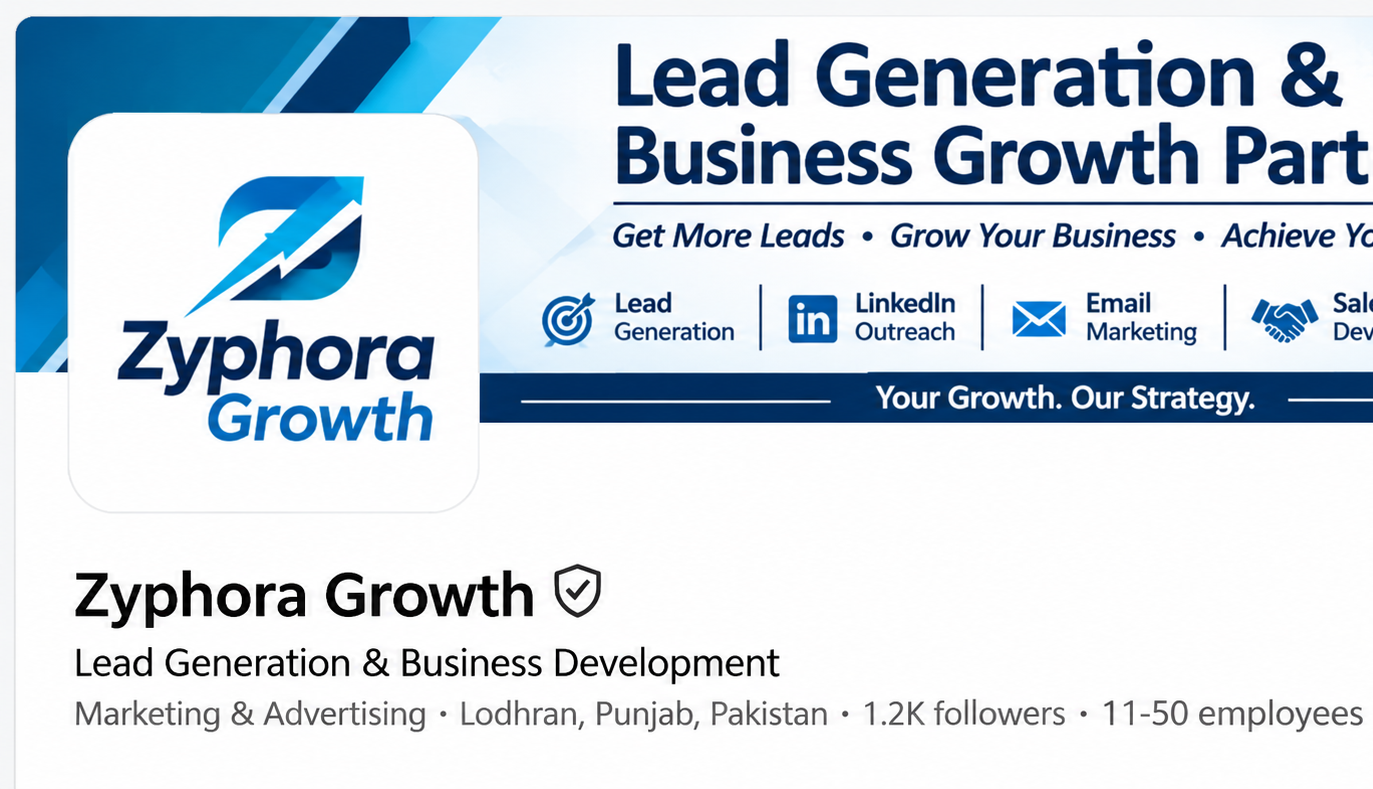 Lead Generation &
Business Growth Part
Get More Leads • Grow Your Business • Achieve Yo
Lead
Generation
LinkedIn
Outreach
Email
Marketing
Sale
Dev
in
Your Growth. Our Strategy.
Zyphora
Growth
Zyphora Growth
Lead Generation & Business Development
Marketing & Advertising • Lodhran, Punjab, Pakistan • 1.2K followers • 11-50 employees